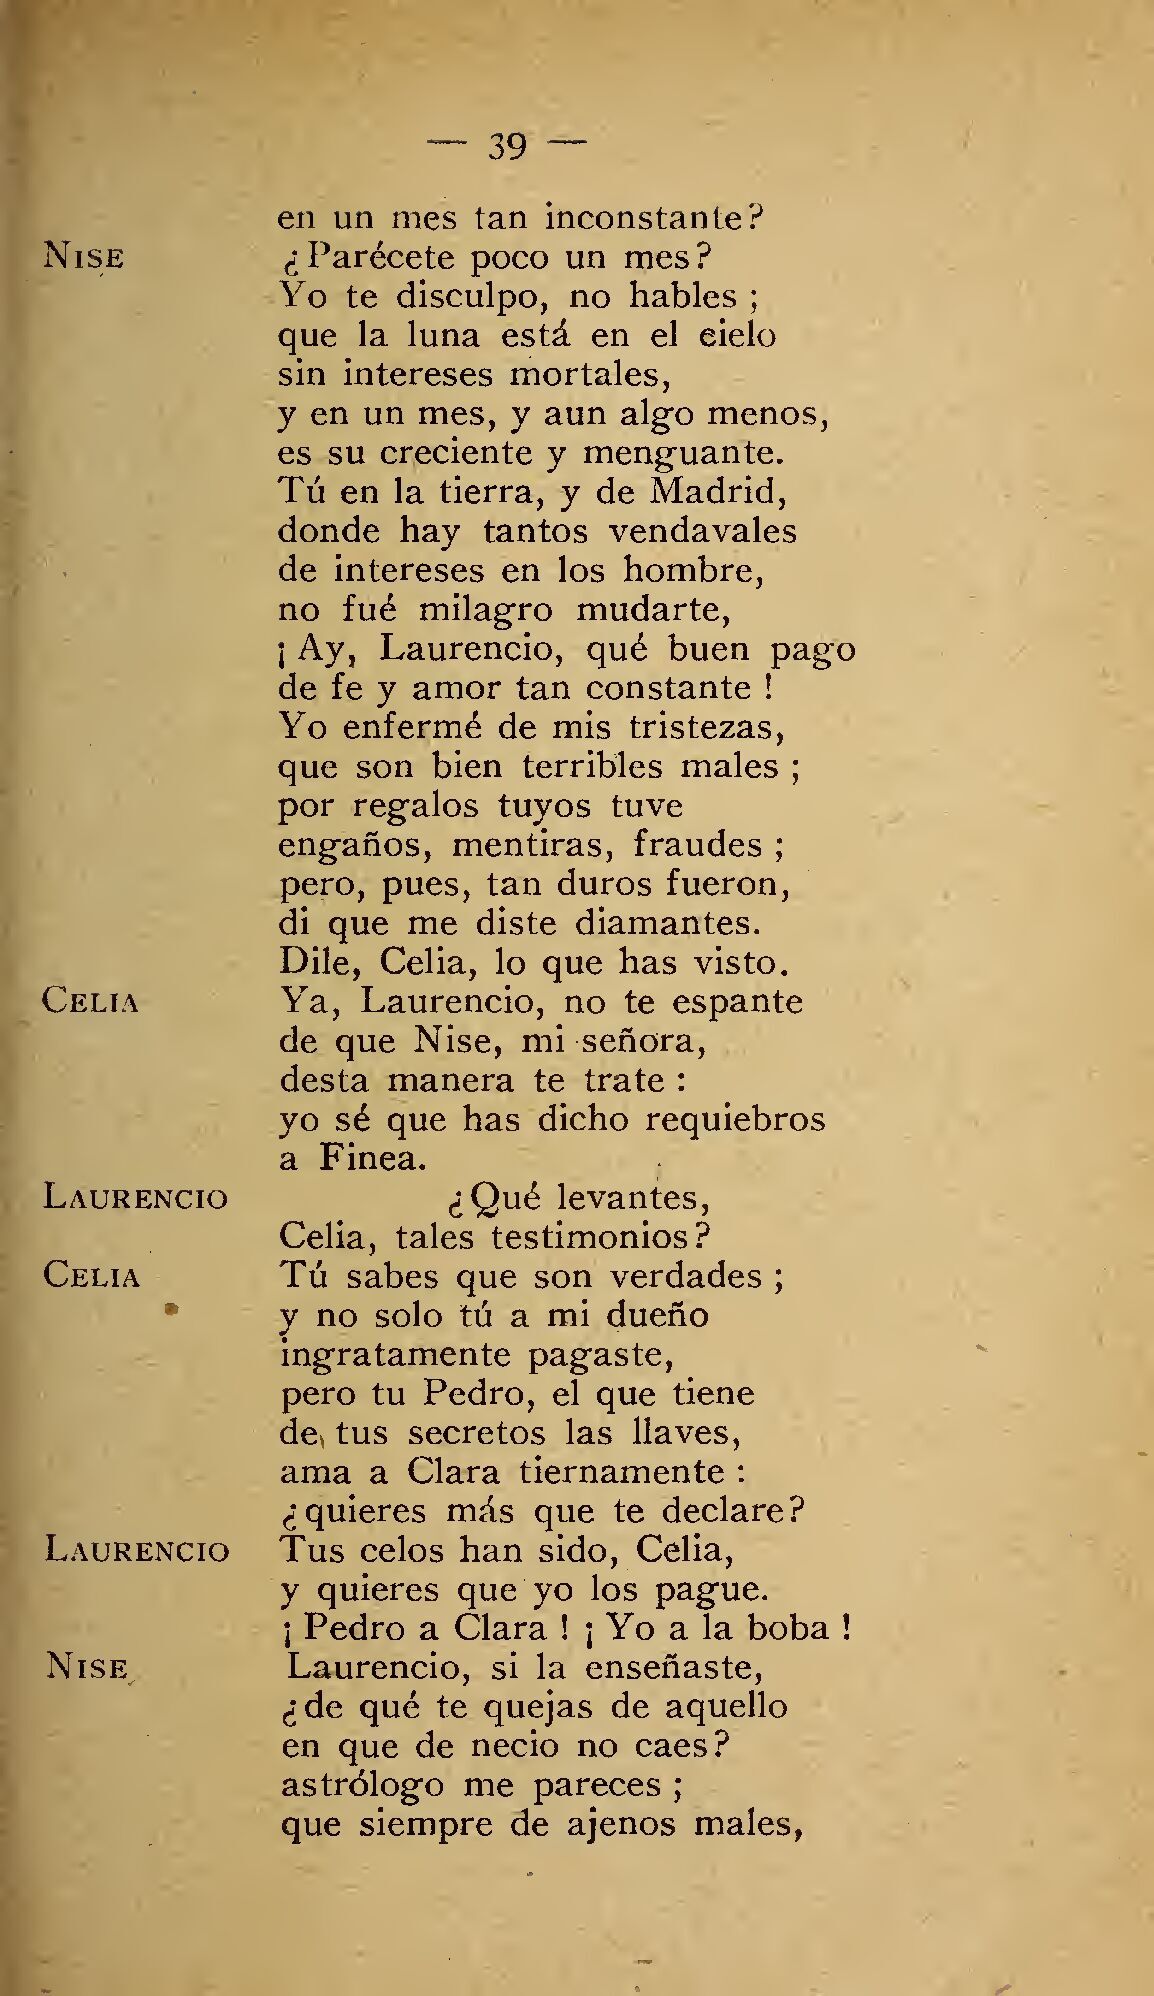 — 39 —
en un mes tan inconstante?
NISE ¿Parécete poco un mes?
Yo te disculpo, no hables ;
que la luna está en el cielo
sin intereses mortales,
y en un mes, y aun algo menos,
es su creciente y menguante.
Tú en la tierra, y de Madrid,
donde hay tantos vendavales
de intereses en los hombre,
no fué milagro mudarte,
¡ Ay, Laurencio, qué buen pago
de fe y amor tan constante !
Yo enfermé de mis tristezas,
que son bien terribles males ;
por regalos tuyos tuve
engaños, mentiras, fraudes ;
pero, pues, tan duros fueron,
di que me diste diamantes.
Dile, Celia, lo que has visto.
CELIA Ya, Laurencio, no te espante
de que Nise, mi señora,
desta manera te trate :
yo sé que has dicho requiebros
a Finea.
LAURENCIO ¿Qué levantes,
Celia, tales testimonios?
CELIA Tú sabes que son verdades ;
y no solo tú a mi dueño
ingratamente pagaste,
pero tu Pedro, el que tiene
de tus secretos las llaves,
ama a Clara tiernamente :
¿quieres más que te declare?
LAURENCIO Tus celos han sido, Celia,
y quieres que yo los pague.
¡ Pedro a Clara ! ¡ Yo a la boba !
NISE Laurencio, si la enseñaste,
¿de qué te quejas de aquello
en que de necio no caes?
astrólogo me pareces ;
que siempre de ajenos males,